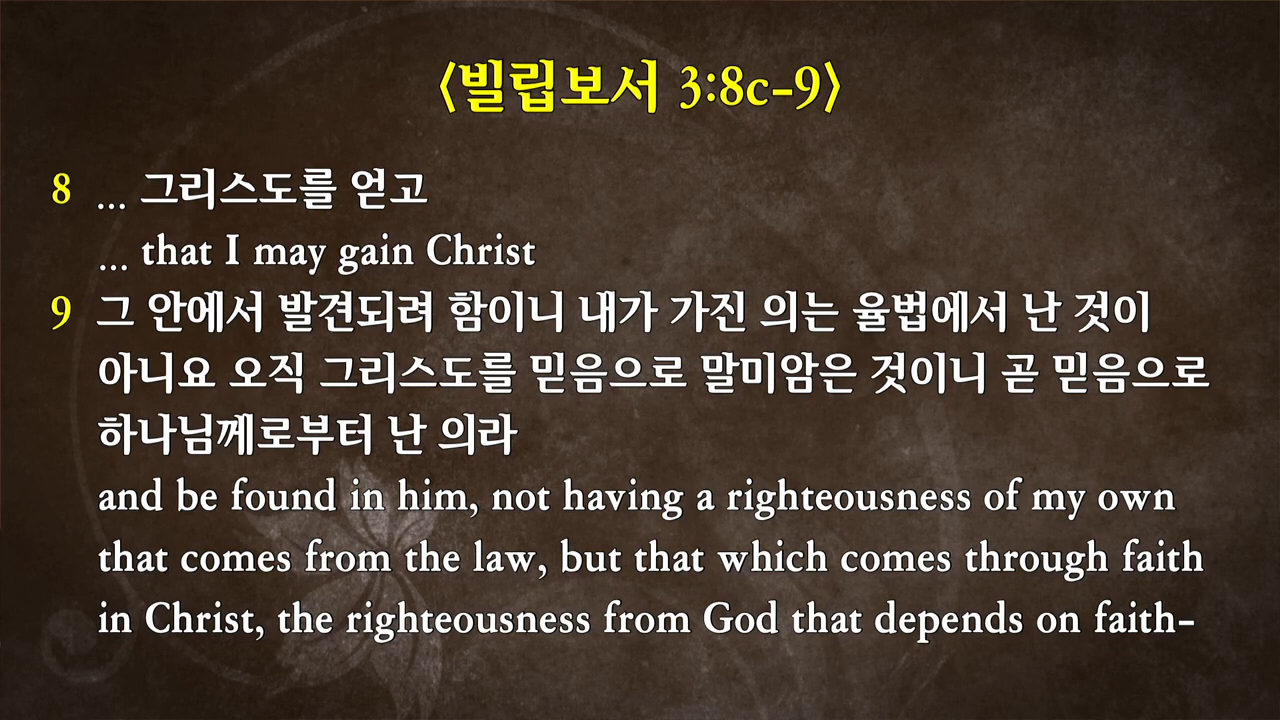 〈빌립보서 3:8c-9〉
8 ... 그리스도를 얻고
... that I may gain Christ
9 그 안에서 발견되려 함이니 내가 가진 의는 율법에서 난 것이
아니요 오직 그리스도를 믿음으로 말미암은 것이니 곧 믿음으로
하나님께로부터 난 의라
and be found in him, not having a righteousness of my own
that comes from the law, but that which comes through faith
in Christ, the righteousness from God that depends on faith-